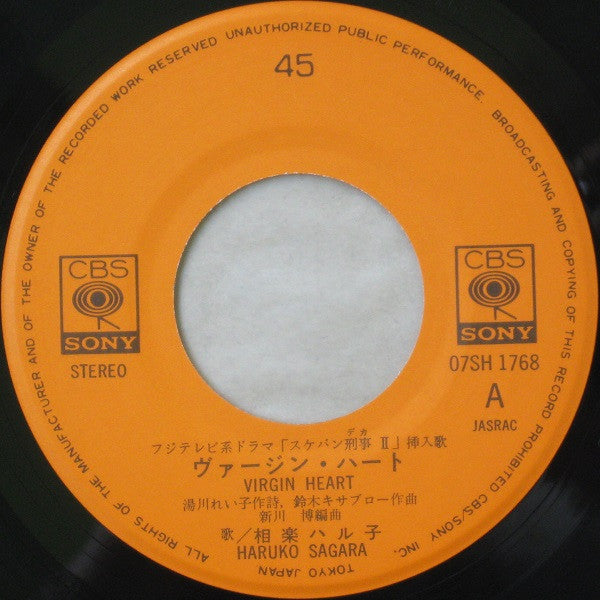 ALL RIGHTS OF THE MANUFACTURER AND OF THE OWNER OF THE RECORDED WORK RESERVED UNAUTHORIZED PUBLIC PERFORMANCE, BROADCASTING AND COPYING OF THIS RECORD PROHIBITED CBS/SONY INC. TOKYO JAPAN
45
CBS
SONY
STEREO
CBS
SONY
07SH 1768
A
JASRAC
デカ
フジテレビ系ドラマ「スケバン刑事 II」挿入歌
ヴァージン・ハート
VIRGIN HEART
湯川れい子作詩, 鈴木キサブロー作曲
新川 博編曲
歌/相楽ハル子
HARUKO SAGARA